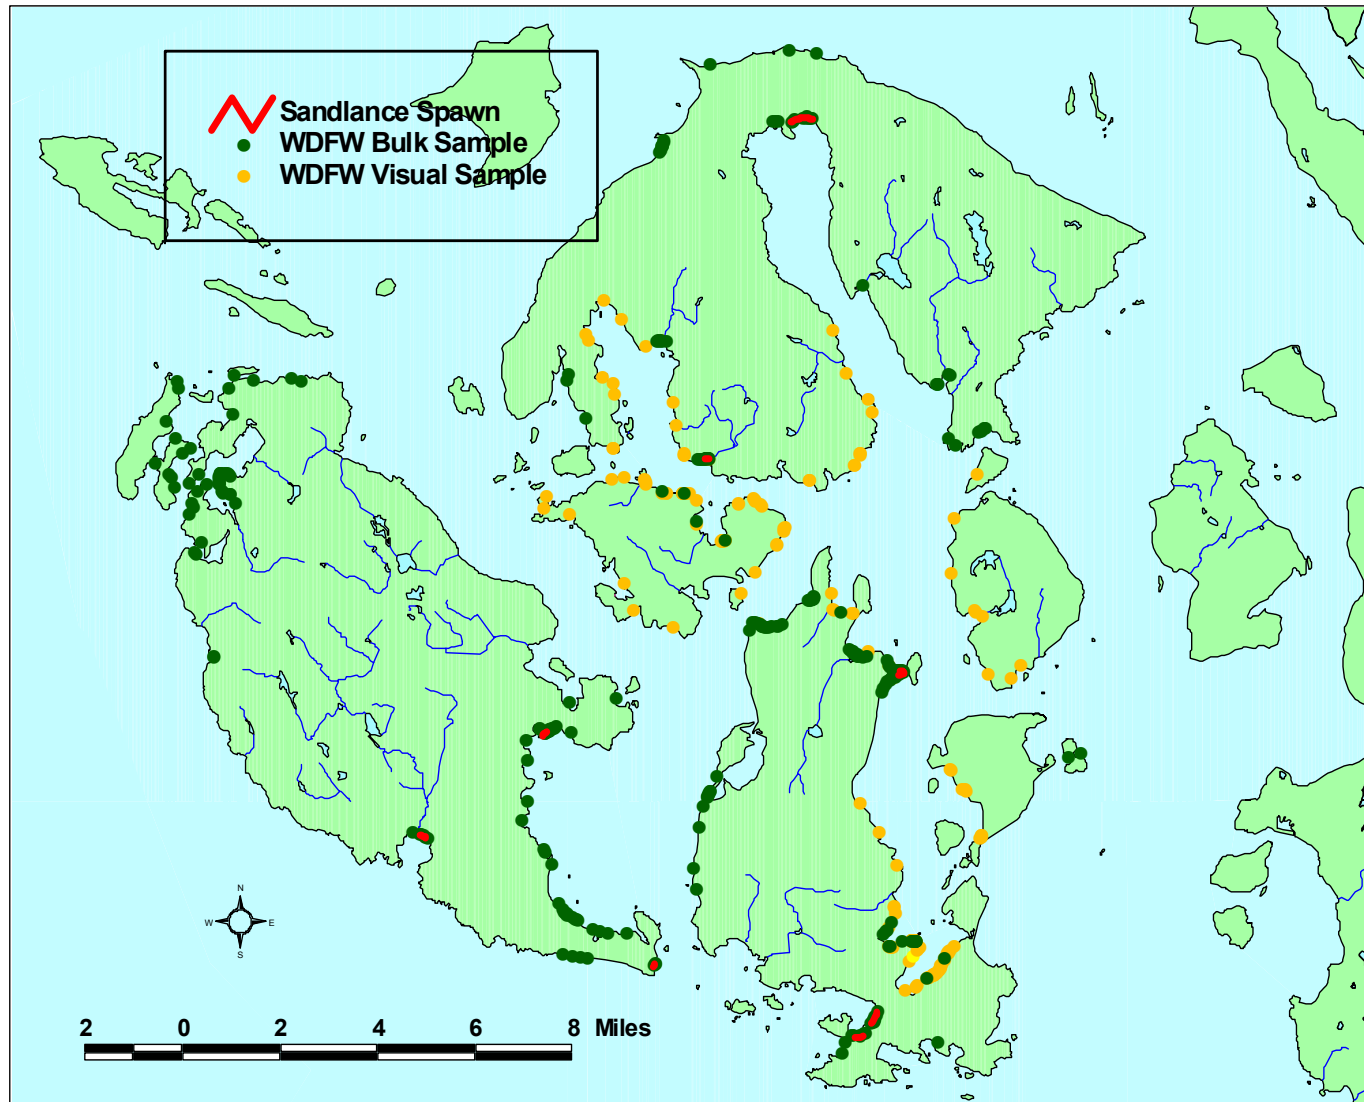 Sandlance Spawn
WDFW Bulk Sample
WDFW Visual Sample
N
W E
S
2 0 2 4 6 8 Miles